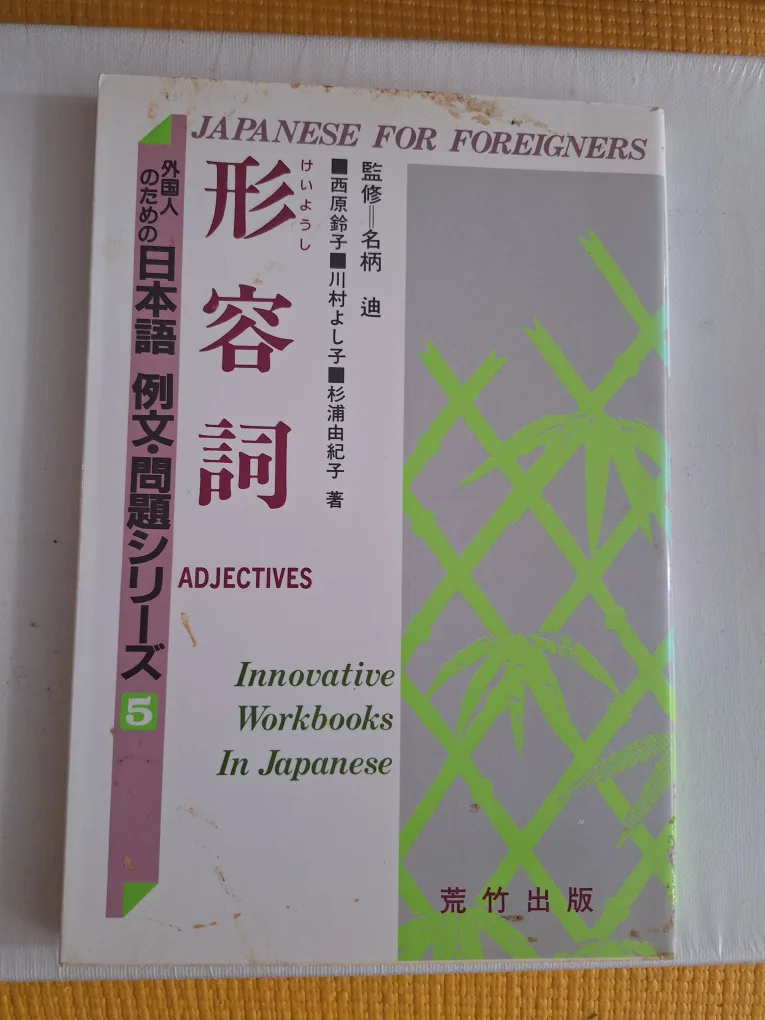 JAPANESE FOR FOREIGNERS
外国人
のための日本語 例文・問題シリーズ5
形容詞
けいようし
監修=名柄 迪
■西原鈴子■川村よし子■杉浦由紀子 著
ADJECTIVES
Innovative
Workbooks
In Japanese
荒竹出版